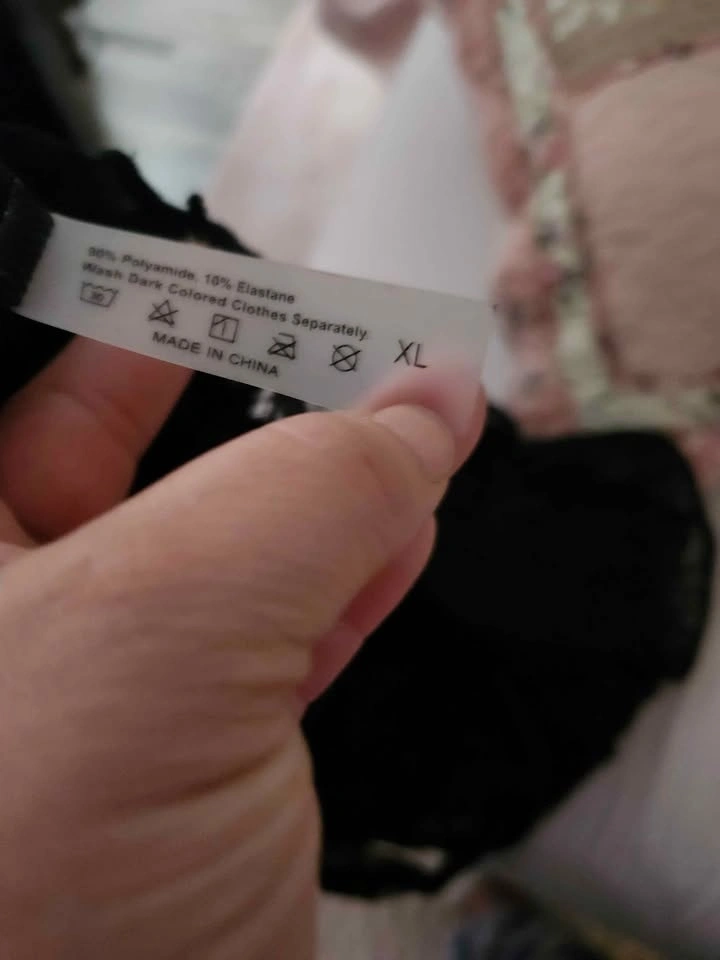 90% Polyamide, 10% Elastane
Wash Dark Colored Clothes Separately.
30
XL
MADE IN CHINA